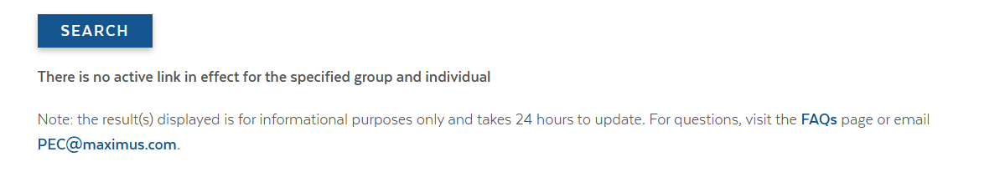 SEARCH
There is no active link in effect for the specified group and individual
Note: the result(s) displayed is for informational purposes only and takes 24 hours to update. For questions, visit the FAQs page or email
PEC@maximus.com.